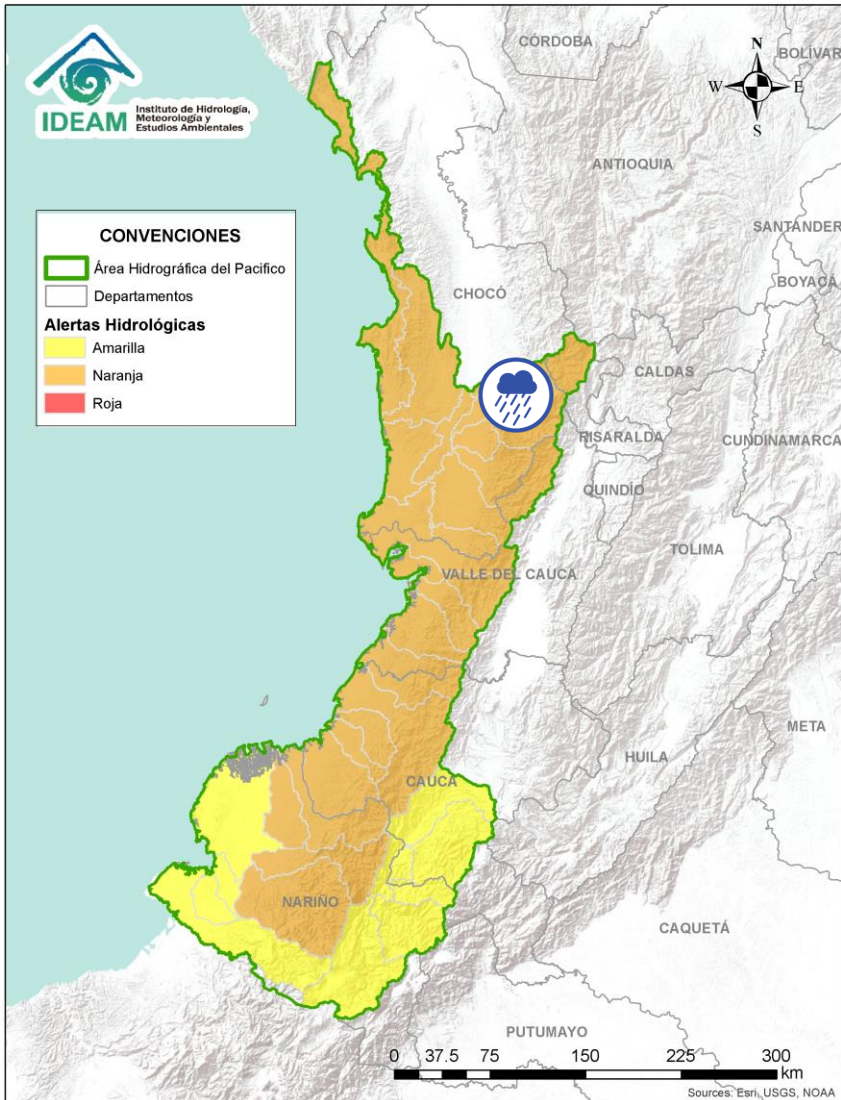 IDEAM
Instituto de Hidrología,
Meteorología y
Estudios Ambientales
CÓRDOBA
BOLÍVAR
N
W
E
S
ANTIOQUIA
SANTANDER
BOYACÁ
CONVENCIONES
Área Hidrográfica del Pacifico
Departamentos
Alertas Hidrológicas
Amarilla
Naranja
Roja
CHOCÓ
CALDAS
RISARALDA
CUNDINAMARCA
QUINDÍO
TOLIMA
VALLE DEL CAUCA
META
HUILA
CAUCA
NARIÑO
CAQUETÁ
PUTUMAYO
0 37.5 75 150 225 300
km
Sources: Esri, USGS, NOAA